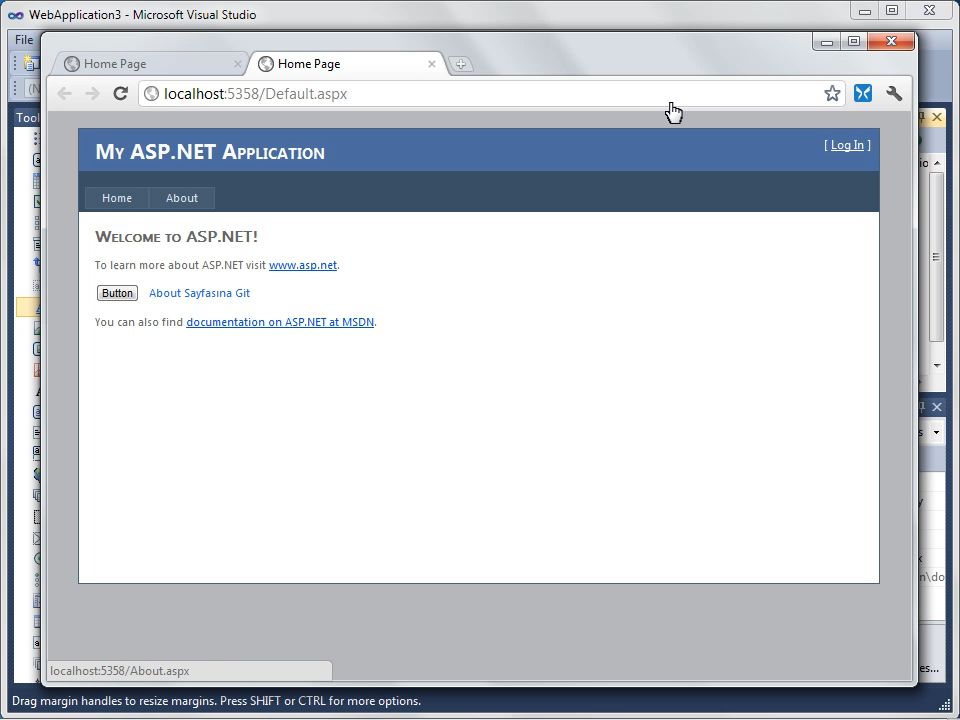 WebApplication3 - Microsoft Visual Studio
File
Home Page
Home Page
localhost:5358/Default.aspx
My ASP.NET Application
[ Log In ]
Home
About
Welcome to ASP.NET!
To learn more about ASP.NET visit www.asp.net.
Button
About Sayfasına Git
You can also find documentation on ASP.NET at MSDN.
localhost:5358/About.aspx
Drag margin handles to resize margins. Press SHIFT or CTRL for more options.